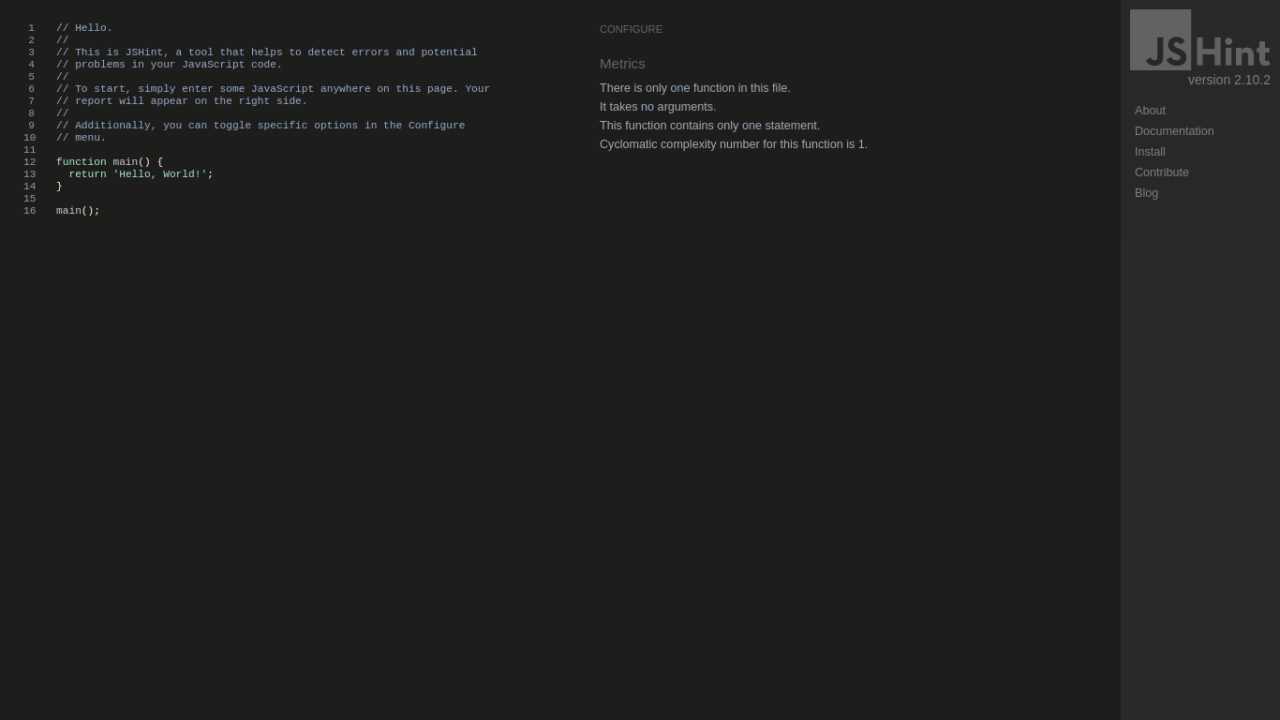 1 // Hello.
2 //
3 // This is JSHint, a tool that helps to detect errors and potential
4 // problems in your JavaScript code.
5 //
6 // To start, simply enter some JavaScript anywhere on this page. Your
7 // report will appear on the right side.
8 //
9 // Additionally, you can toggle specific options in the Configure
10 // menu.
11
12 function main() {
13   return 'Hello, World!';
14 }
15
16 main();
CONFIGURE
Metrics
There is only one function in this file.
It takes no arguments.
This function contains only one statement.
Cyclomatic complexity number for this function is 1.
JSHint
version 2.10.2
About
Documentation
Install
Contribute
Blog